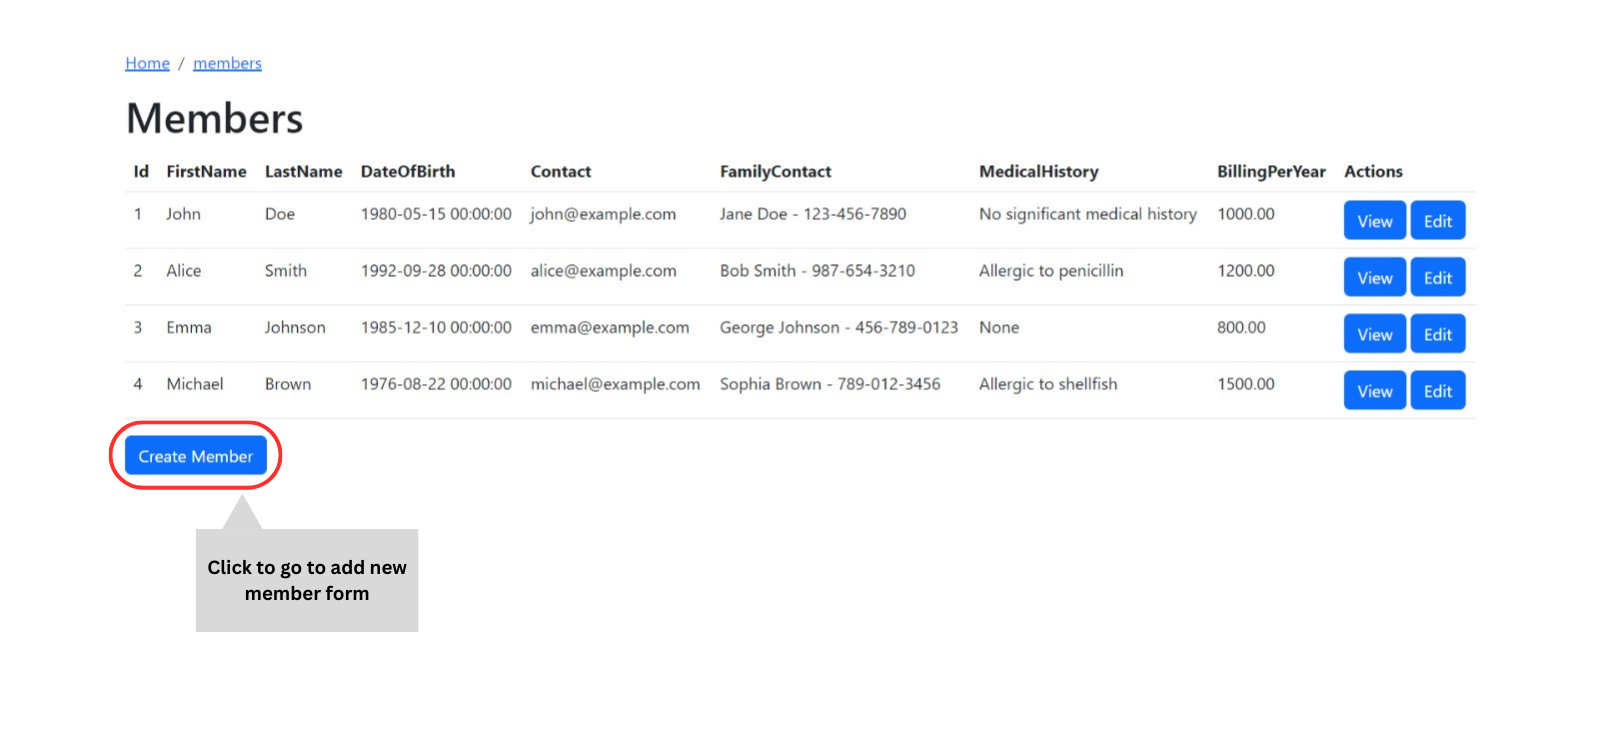 Home / members
Members
Id FirstName LastName DateOfBirth Contact FamilyContact MedicalHistory BillingPerYear Actions
1 John Doe 1980-05-15 00:00:00 john@example.com Jane Doe - 123-456-7890 No significant medical history 1000.00 View Edit
2 Alice Smith 1992-09-28 00:00:00 alice@example.com Bob Smith - 987-654-3210 Allergic to penicillin 1200.00 View Edit
3 Emma Johnson 1985-12-10 00:00:00 emma@example.com George Johnson - 456-789-0123 None 800.00 View Edit
4 Michael Brown 1976-08-22 00:00:00 michael@example.com Sophia Brown - 789-012-3456 Allergic to shellfish 1500.00 View Edit
Create Member
Click to go to add new
member form